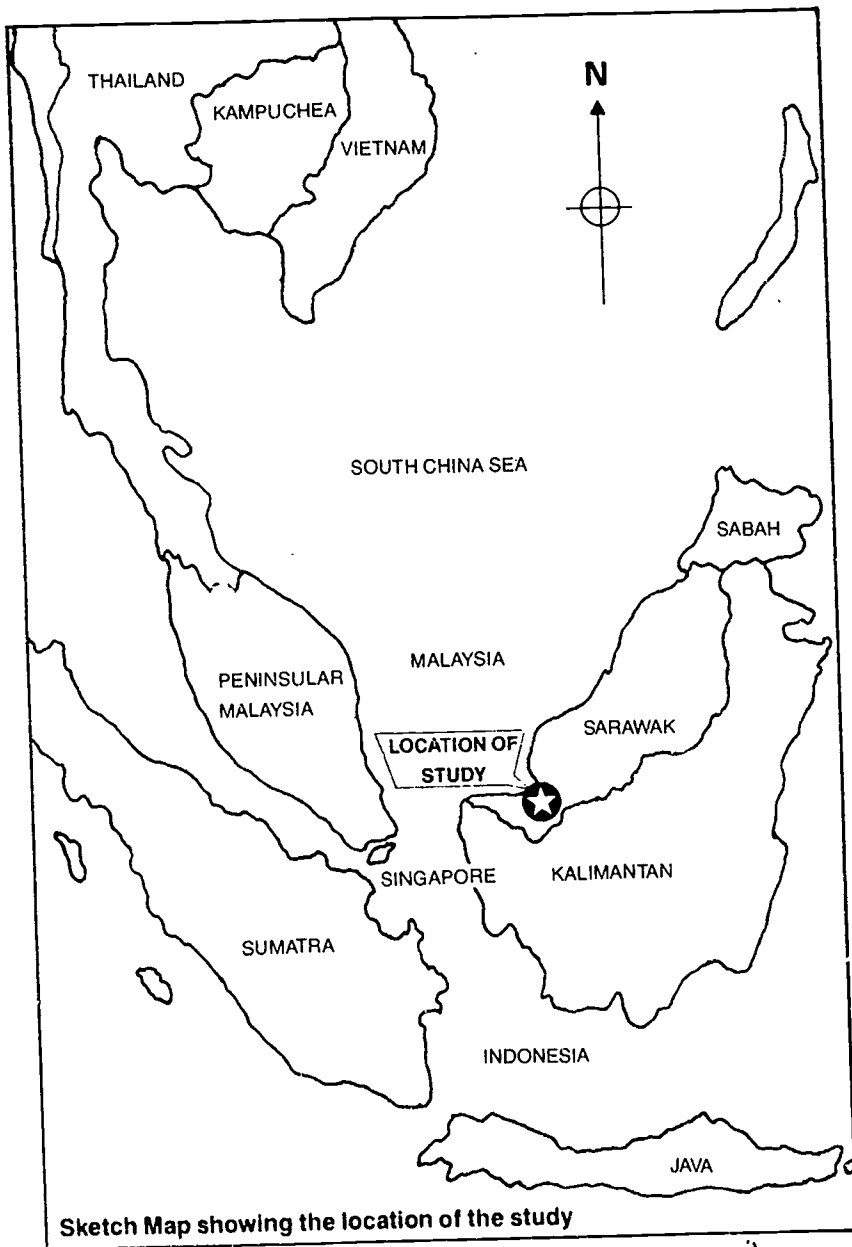 THAILAND
KAMPUCHEA
VIETNAM
N
SOUTH CHINA SEA
SABAH
MALAYSIA
PENINSULAR
MALAYSIA
SARAWAK
LOCATION OF
STUDY
SINGAPORE
KALIMANTAN
SUMATRA
INDONESIA
JAVA
Sketch Map showing the location of the study